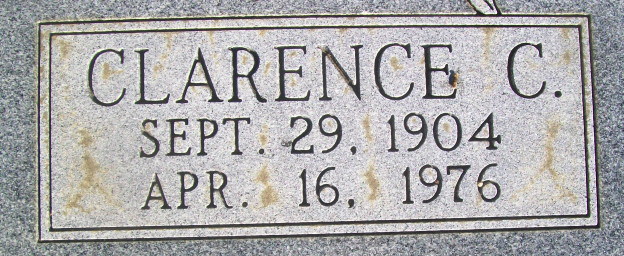 CLARENCE C.
SEPT. 29, 1904
APR. 16, 1976